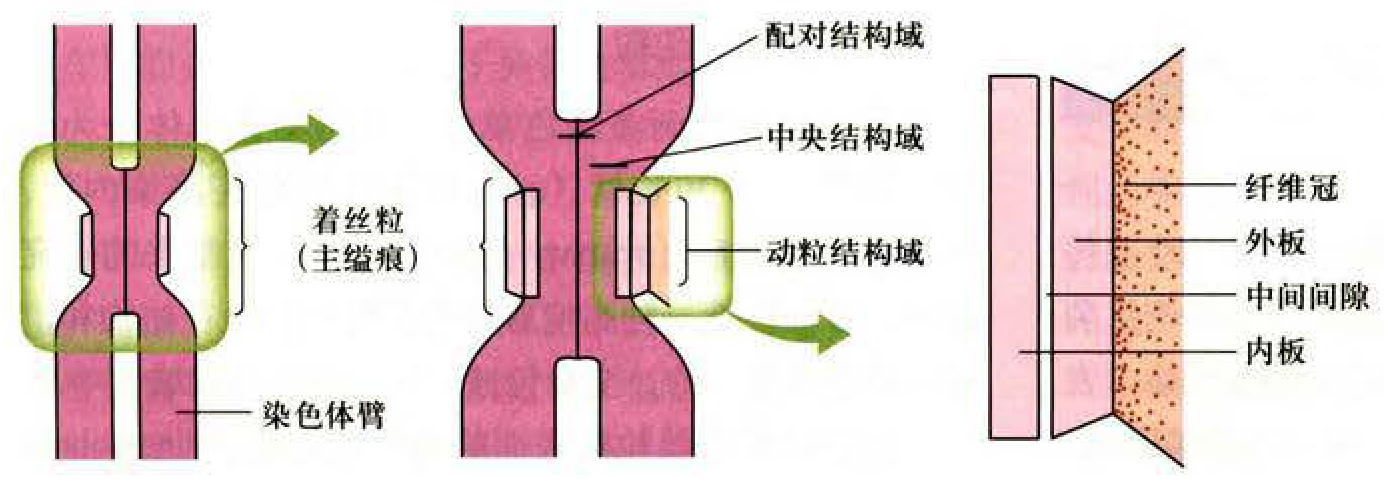 配对结构域
中央结构域
着丝粒
(主缢痕)
动粒结构域
染色体臂
纤维冠
外板
中间间隙
内板